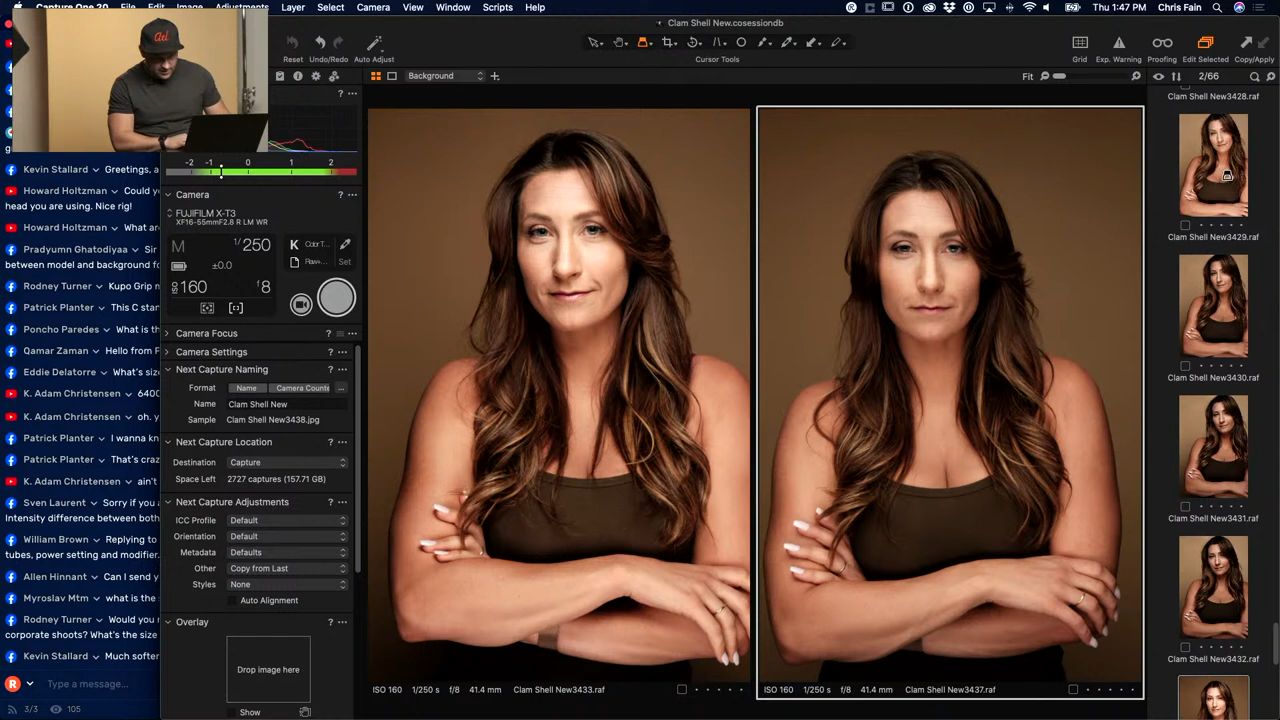 Capture One 20 File Edit Image Adjustments Layer Select Camera View Window Scripts Help
Thu 1:47 PM Chris Fain
Clam Shell New.cosessiondb
Reset Undo/Redo Auto Adjust
Cursor Tools
Grid Exp. Warning Proofing Edit Selected Copy/Apply
Background
Fit
2/66
-2 -1 0 1 2
Camera
FUJIFILM X-T3
XF16-55mmF2.8 R LM WR
M 1/250
±0.0
ISO 160 f 8
K Color T...
Raw+... Set
Camera Focus
Camera Settings
Next Capture Naming
Format Name Camera Counte ...
Name Clam Shell New
Sample Clam Shell New3438.jpg
Next Capture Location
Destination Capture
Space Left 2727 captures (157.71 GB)
Next Capture Adjustments
ICC Profile Default
Orientation Default
Metadata Defaults
Other Copy from Last
Styles None
Auto Alignment
Overlay
Drop image here
Show
Kevin Stallard Greetings, a
Howard Holtzman Could y
head you are using. Nice rig!
Howard Holtzman What are
Pradyumn Ghatodiyaa Sir
between model and background fo
Rodney Turner Kupo Grip m
Patrick Planter This C stan
Poncho Paredes What is th
Qamar Zaman Hello from P
Eddie Delatorre What's size
K. Adam Christensen 6400
K. Adam Christensen oh, y
Patrick Planter I wanna kn
Patrick Planter That's craz
K. Adam Christensen ain't
Sven Laurent Sorry if you a
Intensity difference between both
William Brown Replying to
tubes, power setting and modifier.
Allen Hinnant Can I send y
Myroslav Mtm what is the s
Rodney Turner Would you r
corporate shoots? What's the size
Kevin Stallard Much softer
R Type a message...
3/3 105
ISO 160 1/250 s f/8 41.4 mm Clam Shell New3433.raf
ISO 160 1/250 s f/8 41.4 mm Clam Shell New3437.raf
Clam Shell New3428.raf
Clam Shell New3429.raf
Clam Shell New3430.raf
Clam Shell New3431.raf
Clam Shell New3432.raf